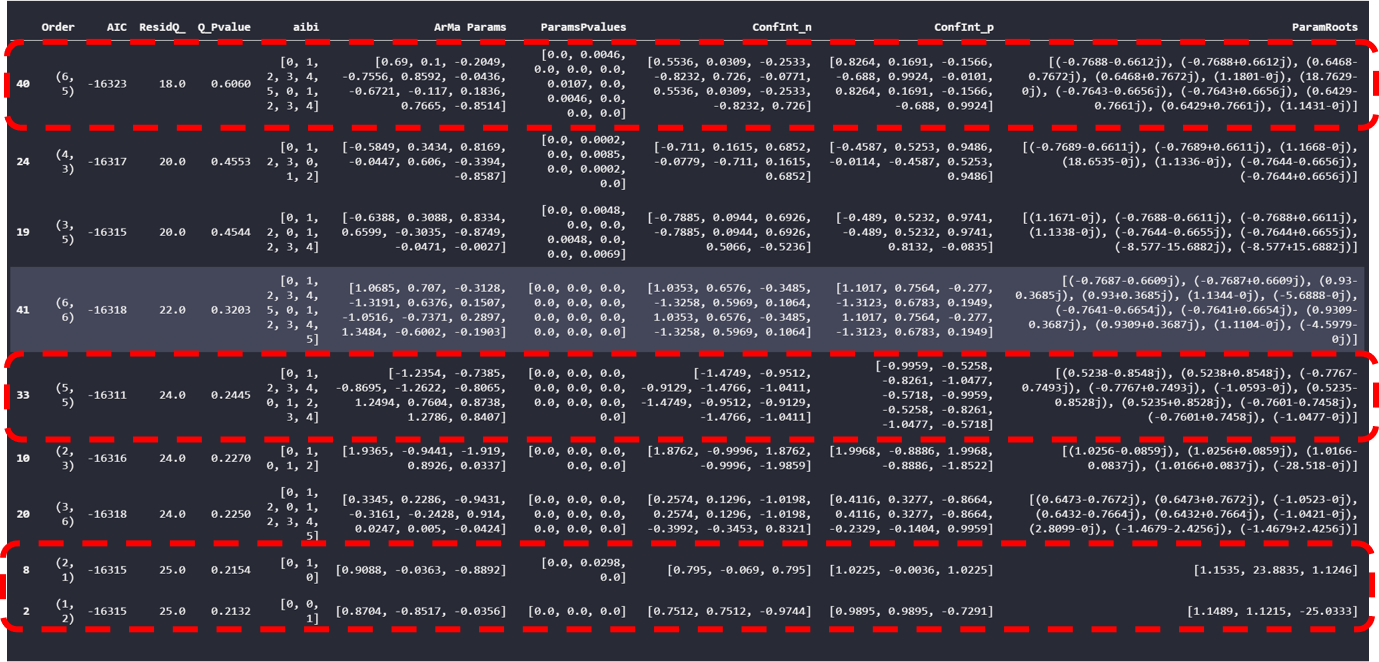 Order AIC ResidQ_ Q_Pvalue aibi ArMa Params ParamsPvalues ConfInt_n ConfInt_p ParamRoots
[0, 1, [0.0, 0.0046,
(6, [0.69, 0.1, -0.2049, 0.0, 0.0, 0.0, [0.5536, 0.0309, -0.2533, [0.8264, 0.1691, -0.1566, [(-0.7688-0.6612j), (-0.7688+0.6612j), (0.6468-
40 5) -16323 18.0 0.6060 2, 3, 4, -0.7556, 0.8592, -0.0436, 0.0107, 0.0, -0.8232, 0.726, -0.0771, -0.688, 0.9924, -0.0101, 0.7672j), (0.6468+0.7672j), (1.1801-0j), (18.7629-
5, 0, 1, -0.6721, -0.117, 0.1836, 0.0046, 0.0, 0.5536, 0.0309, -0.2533, 0.8264, 0.1691, -0.1566, 0j), (-0.7643-0.6656j), (-0.7643+0.6656j), (0.6429-
2, 3, 4] 0.7665, -0.8514] 0.0, 0.0] -0.8232, 0.726] -0.688, 0.9924] 0.7661j), (0.6429+0.7661j), (1.1431-0j)]
[0.0, 0.0002,
(4, [0, 1, [-0.5849, 0.3434, 0.8169, 0.0, 0.0085, [-0.711, 0.1615, 0.6852, [-0.4587, 0.5253, 0.9486, [(-0.7689-0.6611j), (-0.7689+0.6611j), (1.1668-0j),
24 3) -16317 20.0 0.4553 2, 3, 0, -0.0447, 0.606, -0.3394, 0.0, 0.0002, -0.0779, -0.711, 0.1615, -0.0114, -0.4587, 0.5253, (18.6535-0j), (1.1336-0j), (-0.7644-0.6656j),
1, 2] -0.8587] 0.0] 0.6852] 0.9486] (-0.7644+0.6656j)]
(3, [0, 1, [-0.6388, 0.3088, 0.8334, [0.0, 0.0048, [-0.7885, 0.0944, 0.6926, [-0.489, 0.5232, 0.9741, [(1.1671-0j), (-0.7688-0.6611j), (-0.7688+0.6611j),
19 5) -16315 20.0 0.4544 2, 0, 1, 0.6599, -0.3035, -0.8749, 0.0, 0.0, -0.7885, 0.0944, 0.6926, -0.489, 0.5232, 0.9741, (1.1338-0j), (-0.7644-0.6655j), (-0.7644+0.6655j),
2, 3, 4] -0.0471, -0.0027] 0.0048, 0.0, 0.5066, -0.5236] 0.8132, -0.0835] (-8.577-15.6882j), (-8.577+15.6882j)]
0.0, 0.0069]
[0, 1, [1.0685, 0.707, -0.3128, [0.0, 0.0, 0.0, [1.0353, 0.6576, -0.3485, [1.1017, 0.7564, -0.277, [(-0.7687-0.6609j), (-0.7687+0.6609j), (0.93-
(6, 2, 3, 4, -1.3191, 0.6376, 0.1507, 0.0, 0.0, 0.0, -1.3258, 0.5969, 0.1064, -1.3123, 0.6783, 0.1949, 0.3685j), (0.93+0.3685j), (1.1344-0j), (-5.6888-0j),
41 6) -16318 22.0 0.3203 5, 0, 1, -1.0516, -0.7371, 0.2897, 0.0, 0.0, 0.0, 1.0353, 0.6576, -0.3485, 1.1017, 0.7564, -0.277, (-0.7641-0.6654j), (-0.7641+0.6654j), (0.9309-
2, 3, 4, 1.3484, -0.6002, -0.1903] 0.0, 0.0, 0.0] -1.3258, 0.5969, 0.1064] -1.3123, 0.6783, 0.1949] 0.3687j), (0.9309+0.3687j), (1.1104-0j), (-4.5979-
5] 0j)]
[0, 1, [-1.2354, -0.7385, [0.0, 0.0, 0.0, [-1.4749, -0.9512, [-0.9959, -0.5258, [(0.5238-0.8548j), (0.5238+0.8548j), (-0.7767-
(5, 2, 3, 4, -0.8695, -1.2622, -0.8065, 0.0, 0.0, 0.0, -0.9129, -1.4766, -1.0411, -0.8261, -1.0477, 0.7493j), (-0.7767+0.7493j), (-1.0593-0j), (0.5235-
33 5) -16311 24.0 0.2445 0, 1, 2, 1.2494, 0.7604, 0.8738, 0.0, 0.0, 0.0, -1.4749, -0.9512, -0.9129, -0.5718, -0.9959, 0.8528j), (0.5235+0.8528j), (-0.7601-0.7458j),
3, 4] 1.2786, 0.8407] 0.0] -1.4766, -1.0411] -0.5258, -0.8261, (-0.7601+0.7458j), (-1.0477-0j)]
-1.0477, -0.5718]
(2, [0, 1, [1.9365, -0.9441, -1.919, [0.0, 0.0, [1.8762, -0.9996, 1.8762, [1.9968, -0.8886, 1.9968, [(1.0256-0.0859j), (1.0256+0.0859j), (1.0166-
10 3) -16316 24.0 0.2270 0, 1, 2] 0.8926, 0.0337] 0.0, 0.0, 0.0] -0.9996, -1.9859] -0.8886, -1.8522] 0.0837j), (1.0166+0.0837j), (-28.518-0j)]
[0, 1,
(3, 2, 0, 1, [0.3345, 0.2286, -0.9431, [0.0, 0.0, 0.0, [0.2574, 0.1296, -1.0198, [0.4116, 0.3277, -0.8664, [(0.6473-0.7672j), (0.6473+0.7672j), (-1.0523-0j),
20 6) -16318 24.0 0.2250 2, 3, 4, -0.3161, -0.2428, 0.914, 0.0, 0.0, 0.0, 0.2574, 0.1296, -1.0198, 0.4116, 0.3277, -0.8664, (0.6432-0.7664j), (0.6432+0.7664j), (-1.0421-0j),
5] 0.0247, 0.005, -0.0424] 0.0, 0.0, 0.0] -0.3992, -0.3453, 0.8321] -0.2329, -0.1404, 0.9959] (2.8099-0j), (-1.4679-2.4256j), (-1.4679+2.4256j)]
8 (2, 1) -16315 25.0 0.2154 [0, 1, 0] [0.9088, -0.0363, -0.8892] [0.0, 0.0298, 0.0] [0.795, -0.069, 0.795] [1.0225, -0.0036, 1.0225] [1.1535, 23.8835, 1.1246]
2 (1, 2) -16315 25.0 0.2132 [0, 0, 1] [0.8704, -0.8517, -0.0356] [0.0, 0.0, 0.0] [0.7512, 0.7512, -0.9744] [0.9895, 0.9895, -0.7291] [1.1489, 1.1215, -25.0333]